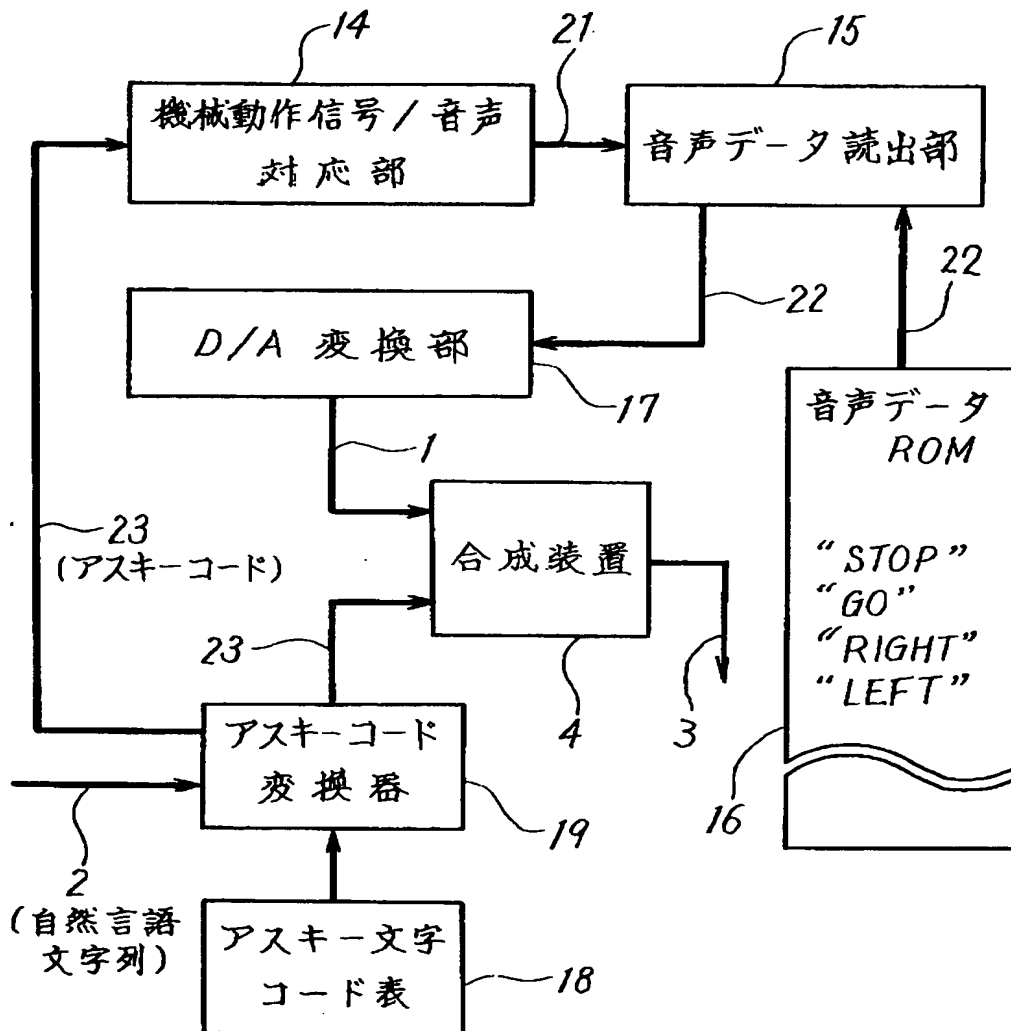 14
21
15
機械動作信号/音声
対応部
音声データ読出部
22
22
D/A 変換部
17
音声データ
ROM
1
23
(アスキーコード)
合成装置
"STOP"
"GO"
"RIGHT"
"LEFT"
23
4
3
16
アスキーコード
変換器
19
2
(自然言語
文字列)
アスキー文字
コード表
18